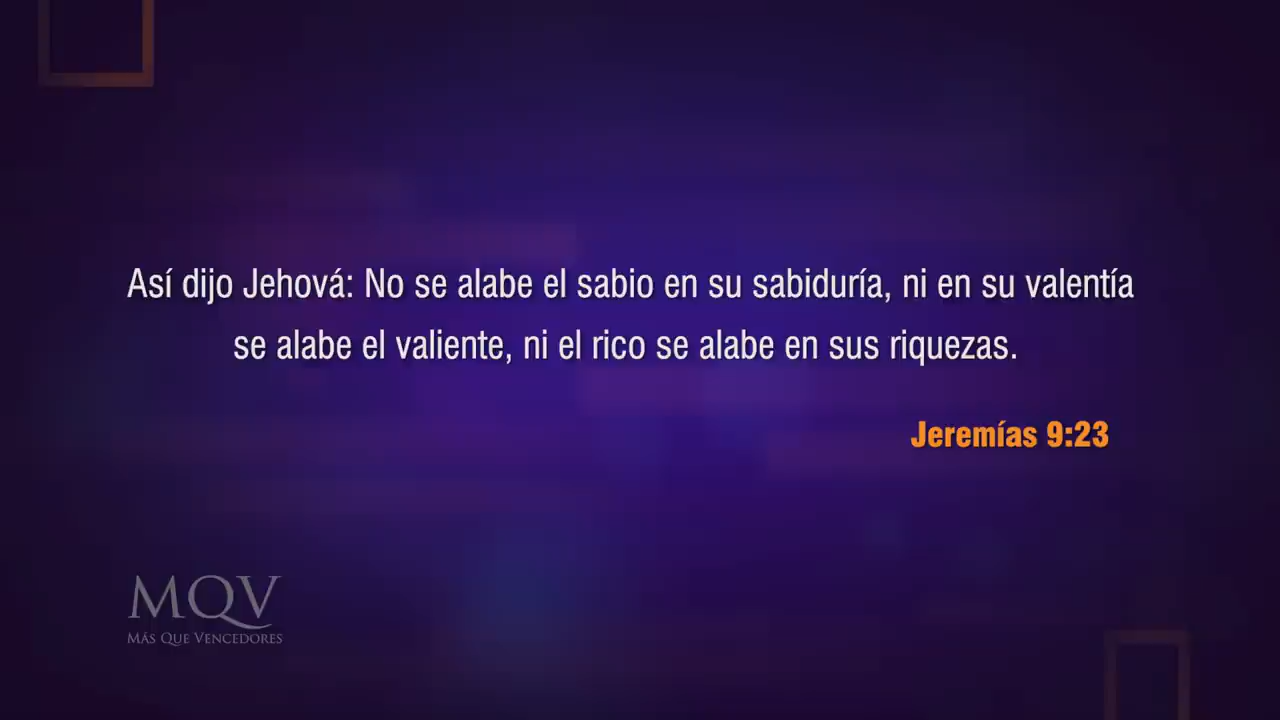 Así dijo Jehová: No se alabe el sabio en su sabiduría, ni en su valentía
se alabe el valiente, ni el rico se alabe en sus riquezas.
Jeremías 9:23
MQV
MÁS QUE VENCEDORES